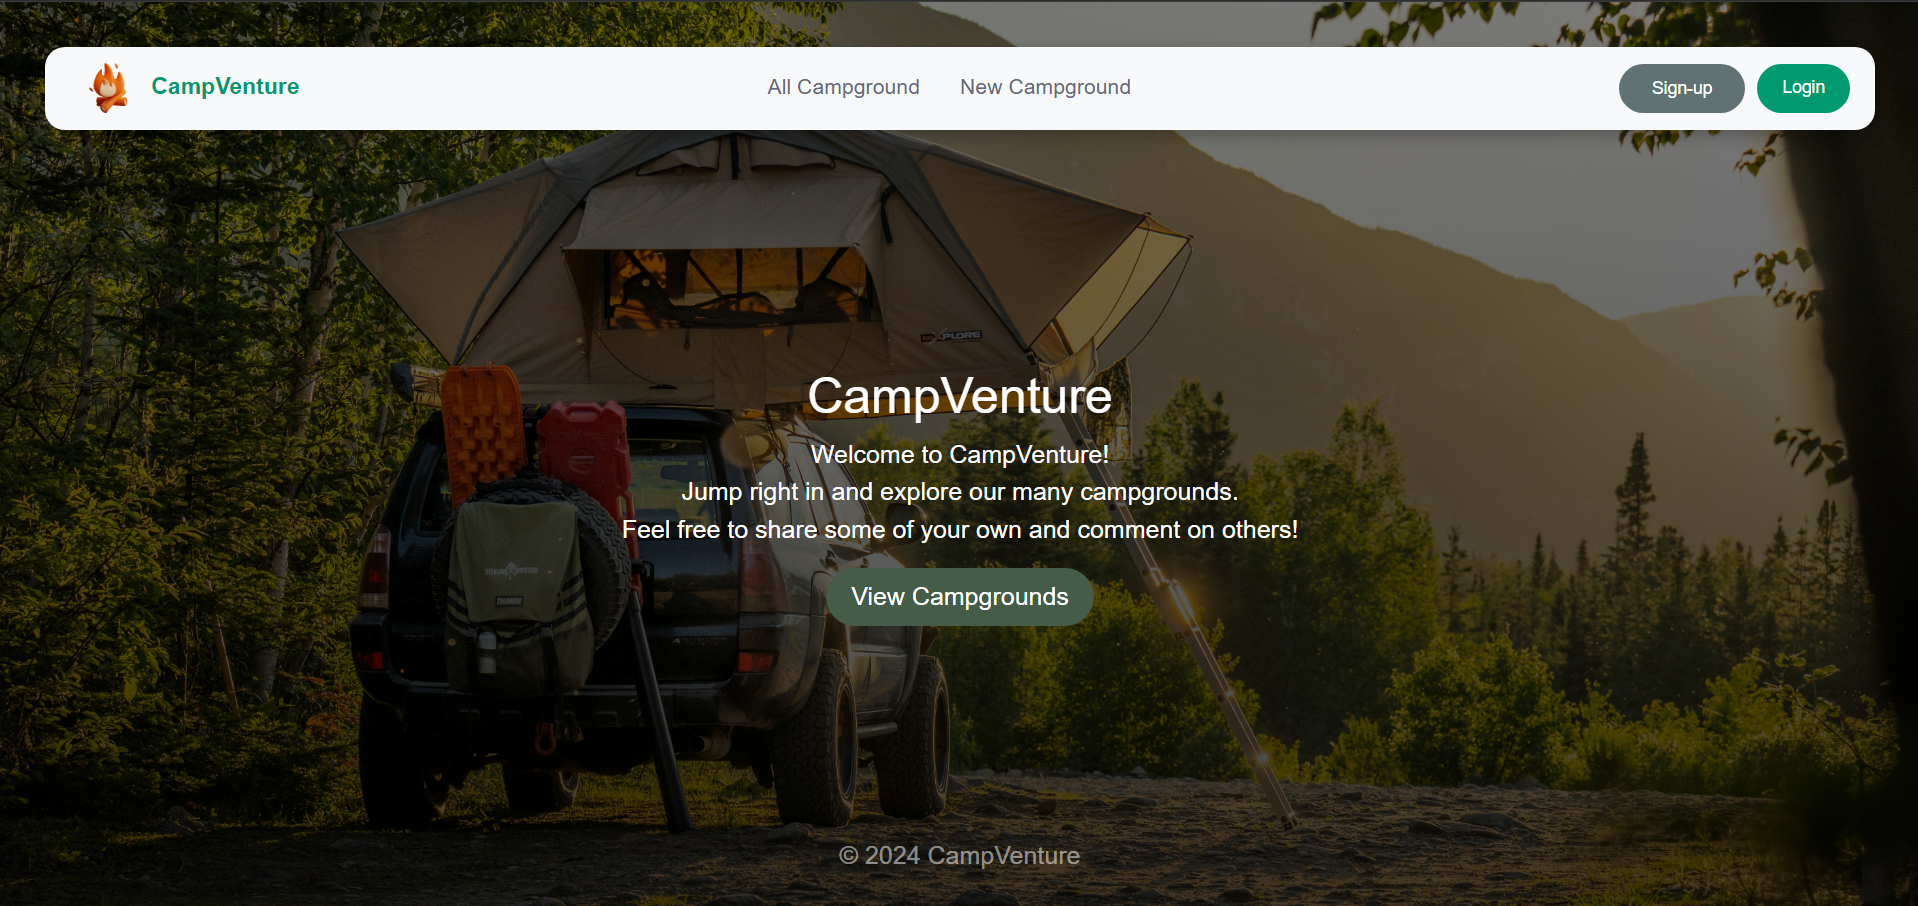 CampVenture
All Campground
New Campground
Sign-up
Login
CampVenture
Welcome to CampVenture!
Jump right in and explore our many campgrounds.
Feel free to share some of your own and comment on others!
View Campgrounds
© 2024 CampVenture